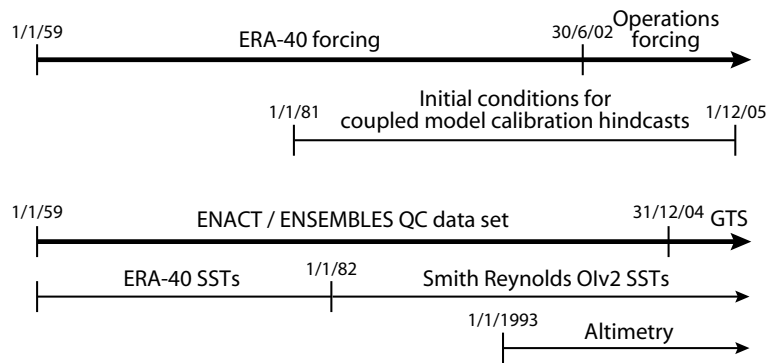 1/1/59
ERA-40 forcing
30/6/02
Operations
forcing
1/1/81
Initial conditions for
coupled model calibration hindcasts
1/12/05
1/1/59
ENACT / ENSEMBLES QC data set
31/12/04
GTS
ERA-40 SSTs
1/1/82
Smith Reynolds OIv2 SSTs
1/1/1993
Altimetry